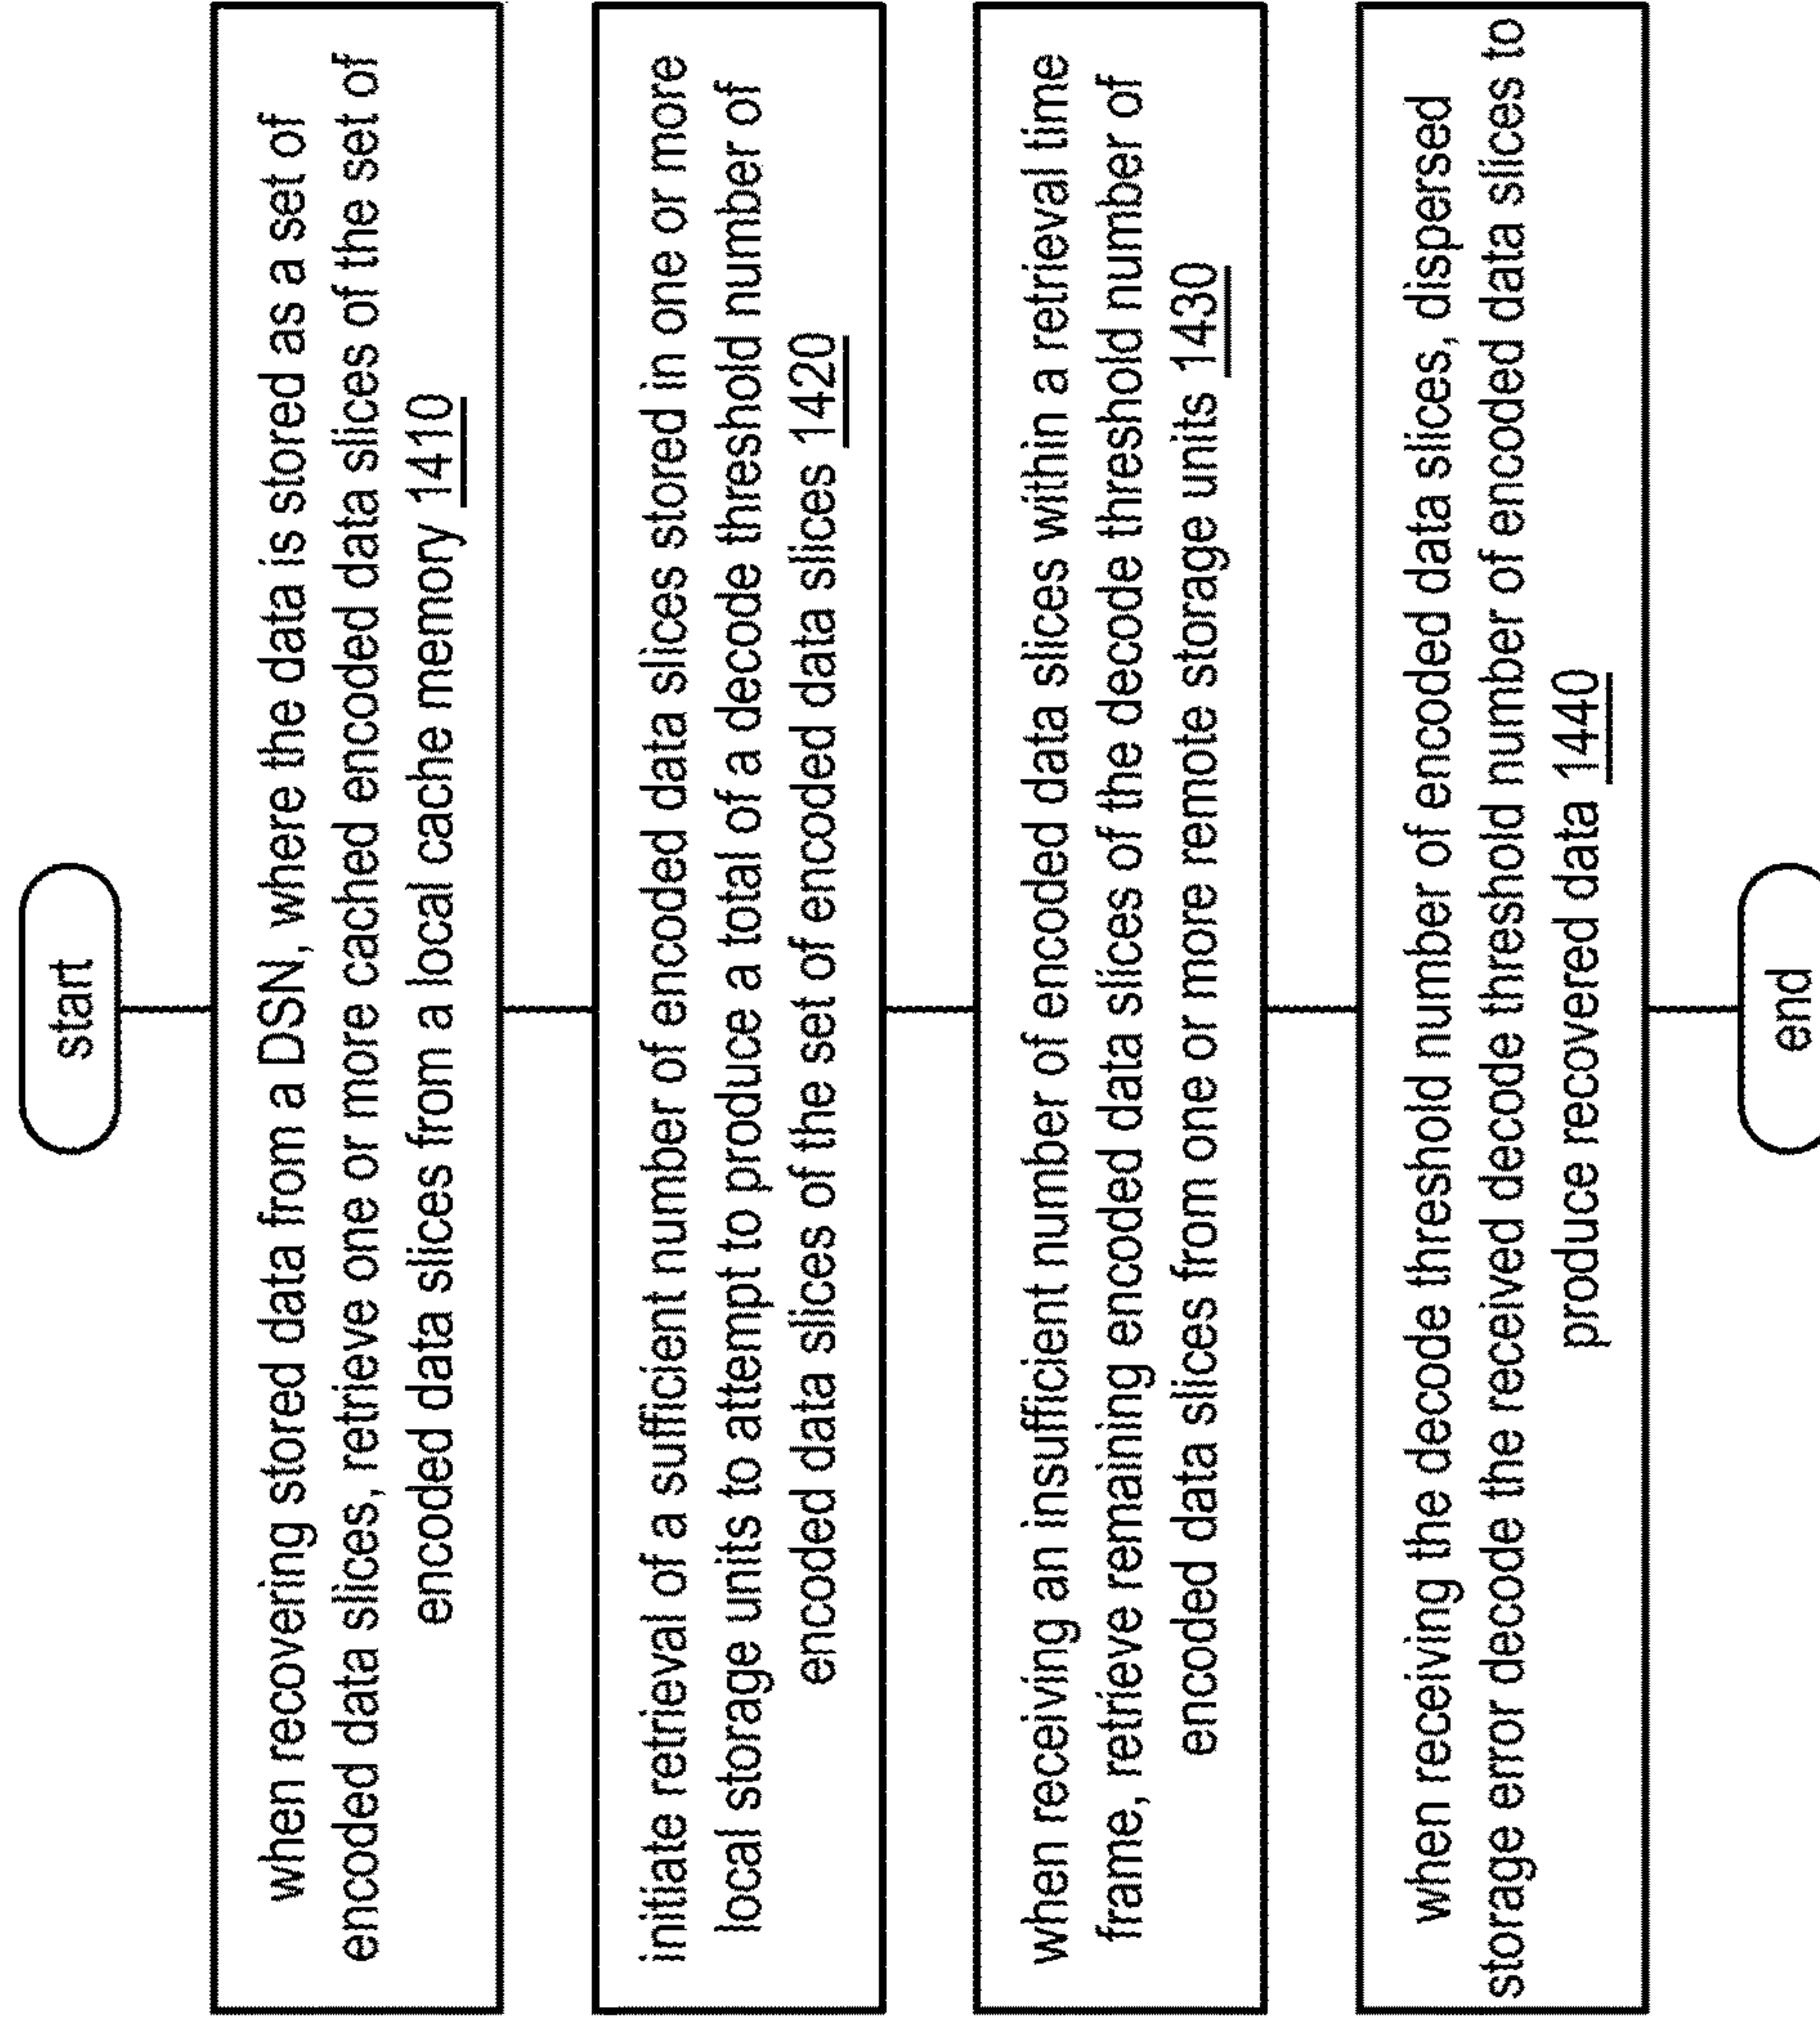 start
when recovering stored data from a DSN, where the data is stored as a set of
encoded data slices, retrieve one or more cached encoded data slices of the set of
encoded data slices from a local cache memory 1410
initiate retrieval of a sufficient number of encoded data slices stored in one or more
local storage units to attempt to produce a total of a decode threshold number of
encoded data slices of the set of encoded data slices 1420
when receiving an insufficient number of encoded data slices within a retrieval time
frame, retrieve remaining encoded data slices of the decode threshold number of
encoded data slices from one or more remote storage units 1430
when receiving the decode threshold number of encoded data slices, dispersed
storage error decode the received decode threshold number of encoded data slices to
produce recovered data 1440
end